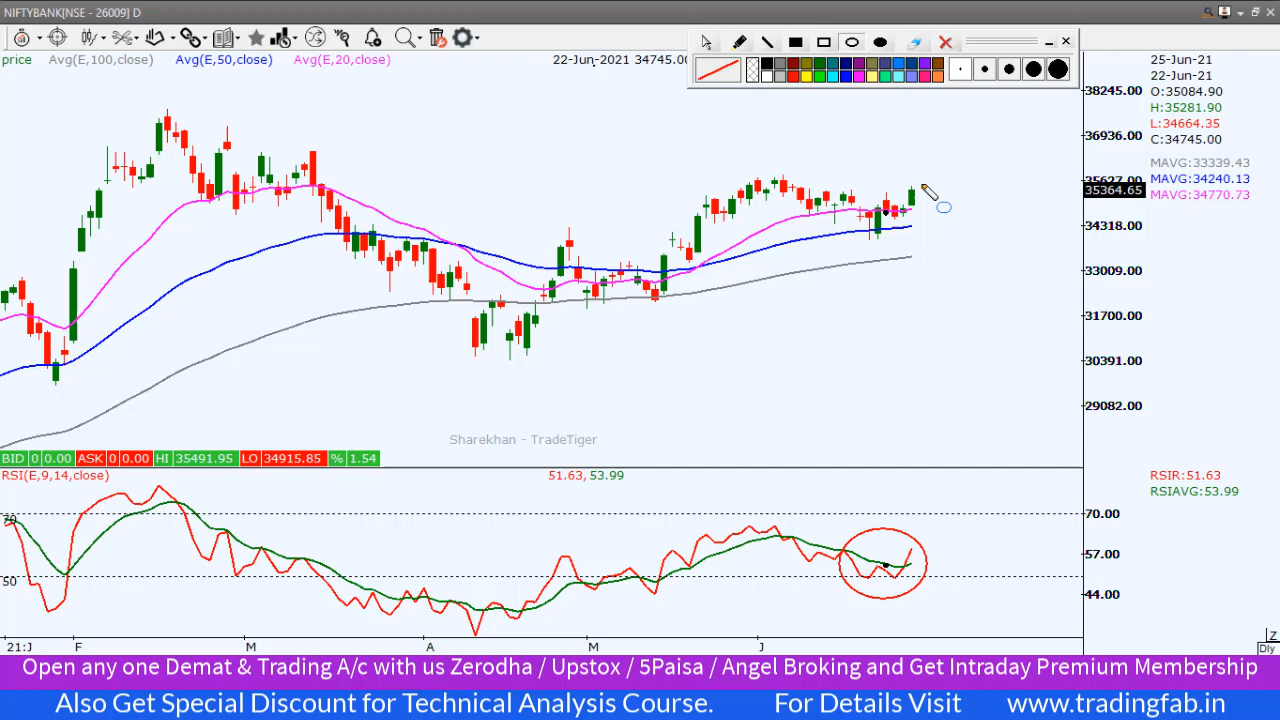 NIFTYBANK[NSE - 26009] D
price Avg(E,100,close) Avg(E,50,close) Avg(E,20,close) 22-Jun-2021 34745.00
25-Jun-21
22-Jun-21
O:35084.90
H:35281.90
L:34664.35
C:34745.00
MAVG:33339.43
MAVG:34240.13
MAVG:34770.73
38245.00
36936.00
35627.00
35364.65
34318.00
33009.00
31700.00
30391.00
29082.00
Sharekhan - TradeTiger
BID 0 0.00 ASK 0 0.00 HI 35491.95 LO 34915.85 % 1.54
RSI(E,9,14,close) 51.63, 53.99
RSIR:51.63
RSIAVG:53.99
70 70.00
57.00
50
44.00
21:J F M A M J
Z
Dly
Open any one Demat & Trading A/c with us Zerodha / Upstox / 5Paisa / Angel Broking and Get Intraday Premium Membership
Also Get Special Discount for Technical Analysis Course. For Details Visit www.tradingfab.in